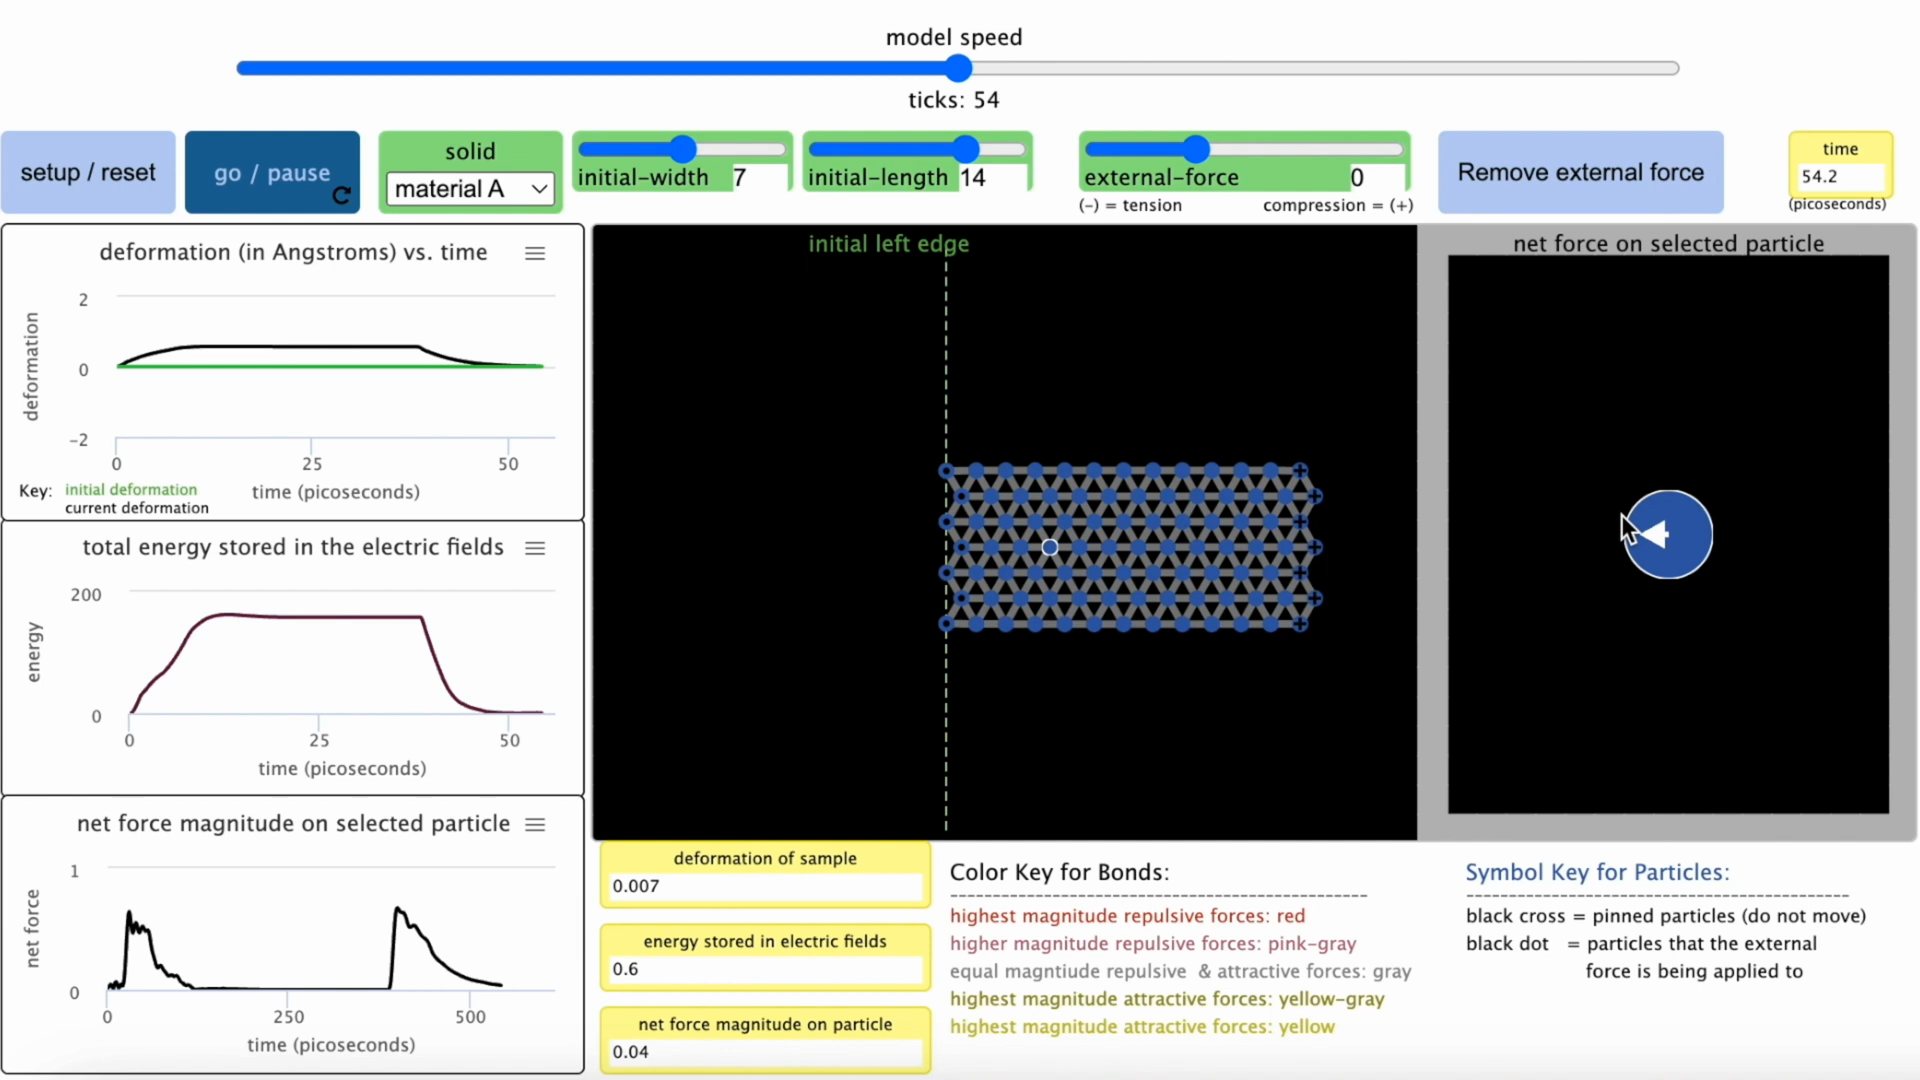 model speed
ticks: 54
setup / reset
go / pause
solid
material A
initial-width 7
initial-length 14
external-force 0
(-) = tension compression = (+)
Remove external force
time
54.2
(picoseconds)
deformation (in Angstroms) vs. time
deformation
2
0
-2
0 25 50
time (picoseconds)
Key: initial deformation
current deformation
total energy stored in the electric fields
energy
200
0
0 25 50
time (picoseconds)
net force magnitude on selected particle
net force
1
0
0 250 500
time (picoseconds)
initial left edge
net force on selected particle
deformation of sample
0.007
energy stored in electric fields
0.6
net force magnitude on particle
0.04
Color Key for Bonds:
highest magnitude repulsive forces: red
higher magnitude repulsive forces: pink-gray
equal magntiude repulsive & attractive forces: gray
highest magnitude attractive forces: yellow-gray
highest magnitude attractive forces: yellow
Symbol Key for Particles:
black cross = pinned particles (do not move)
black dot = particles that the external
force is being applied to